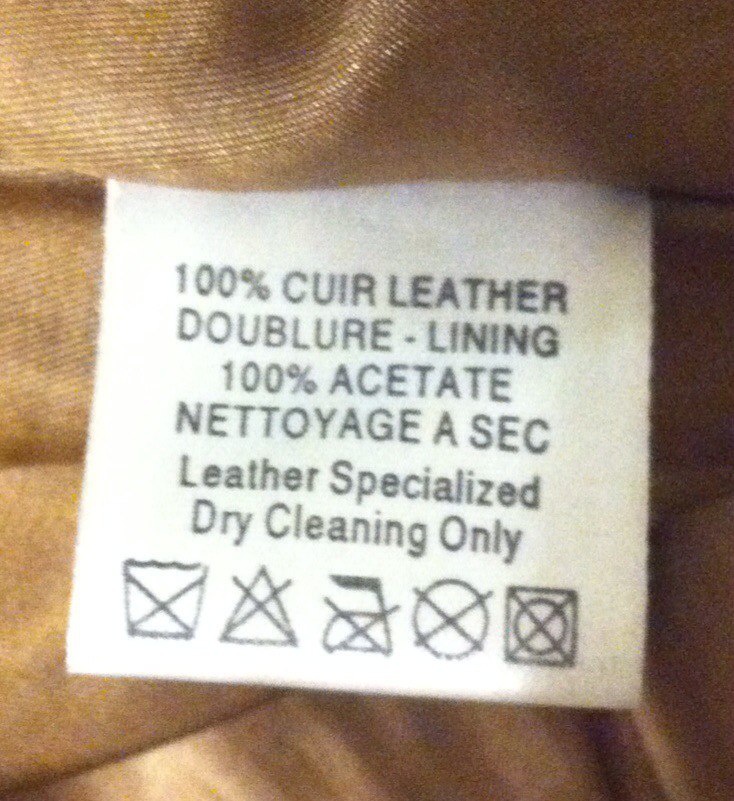 100% CUIR LEATHER
DOUBLURE - LINING
100% ACETATE
NETTOYAGE A SEC
Leather Specialized
Dry Cleaning Only